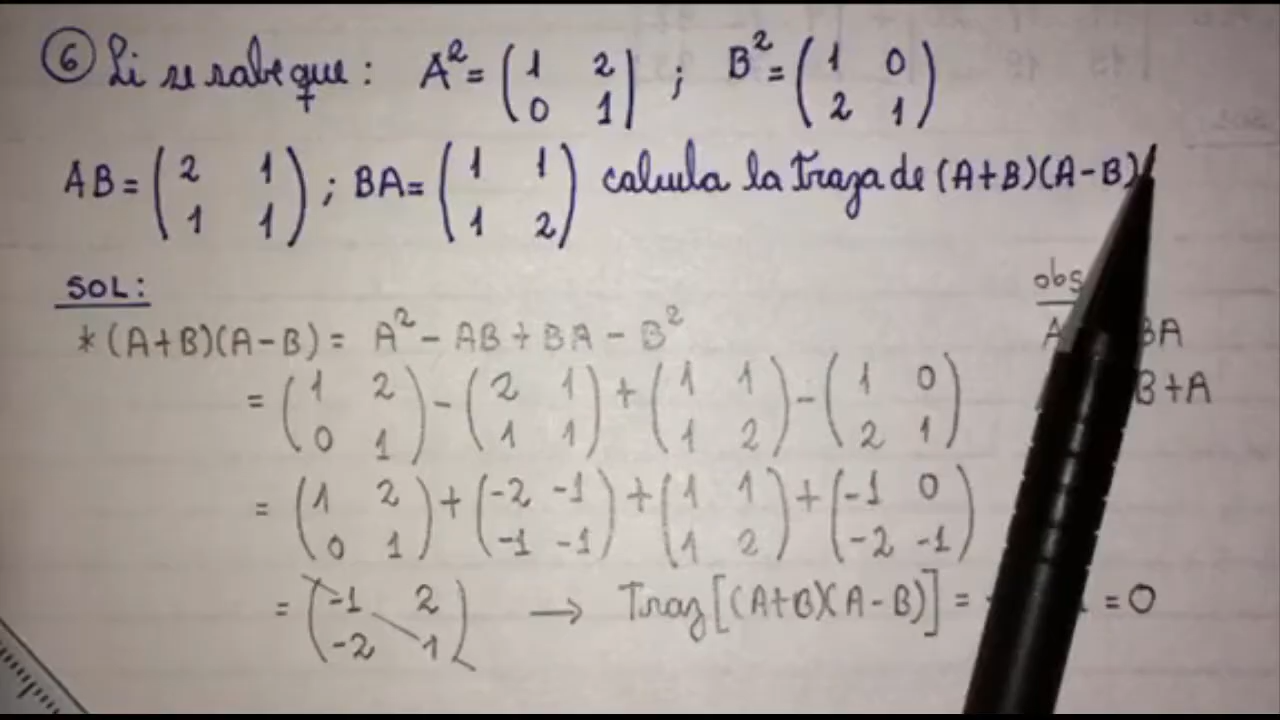 ⑥ Si se sabe que: A² = (1 2 0 1) ; B² = (1 0 2 1)
AB = (2 1 1 1) ; BA = (1 1 1 2) calcula la traza de (A+B)(A-B)
SOL:
obs
* (A+B)(A-B) = A² - AB + BA - B²
A BA
= (1 2 0 1) - (2 1 1 1) + (1 1 1 2) - (1 0 2 1)
B+A
= (1 2 0 1) + (-2 -1 -1 -1) + (1 1 1 2) + (-1 0 -2 -1)
= (-1 2 -2 1) → Traz[(A+B)(A-B)] = = 0